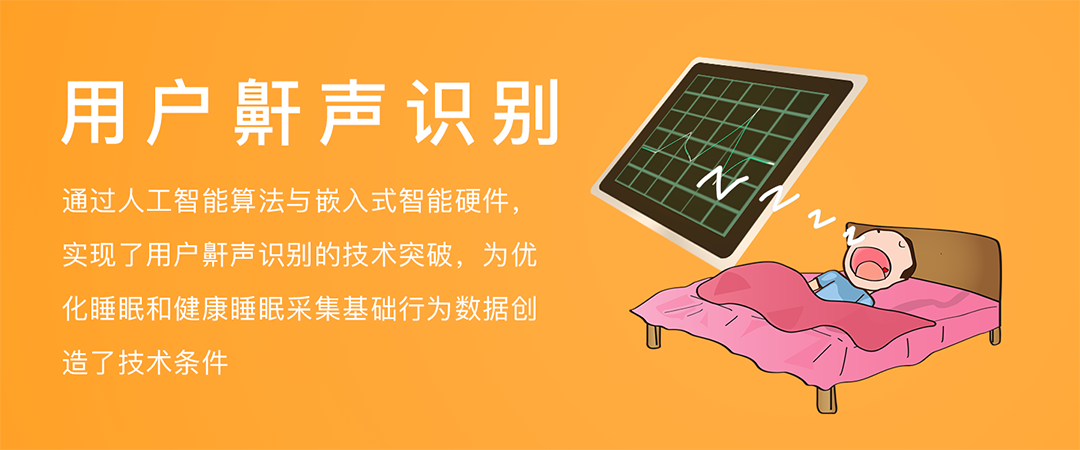 用户鼾声识别
通过人工智能算法与嵌入式智能硬件,
实现了用户鼾声识别的技术突破,为优
化睡眠和健康睡眠采集基础行为数据创
造了技术条件
Z Z Z Z